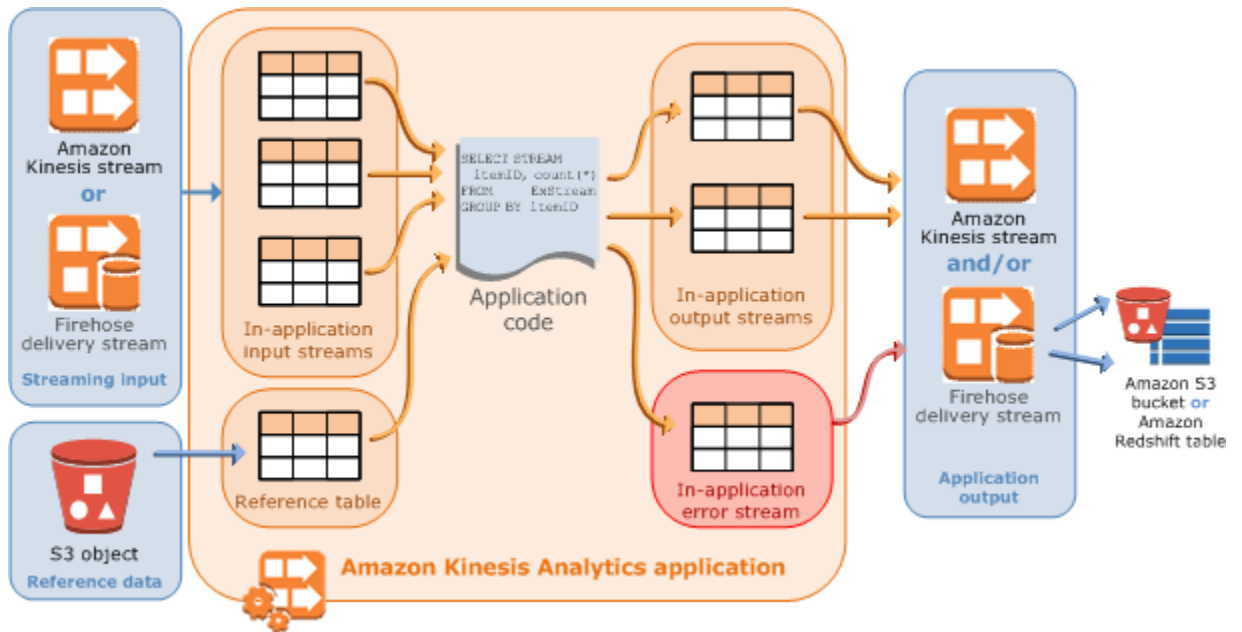 Amazon
Kinesis stream
or
Firehose
delivery stream
Streaming input
S3 object
Reference data
In-application
input streams
Reference table
SELECT STREAM
itemID, count(*)
FROM ExStream
GROUP BY itemID
Application
code
In-application
output streams
In-application
error stream
Amazon Kinesis Analytics application
Amazon
Kinesis stream
and/or
Firehose
delivery stream
Application
output
Amazon S3
bucket or
Amazon
Redshift table